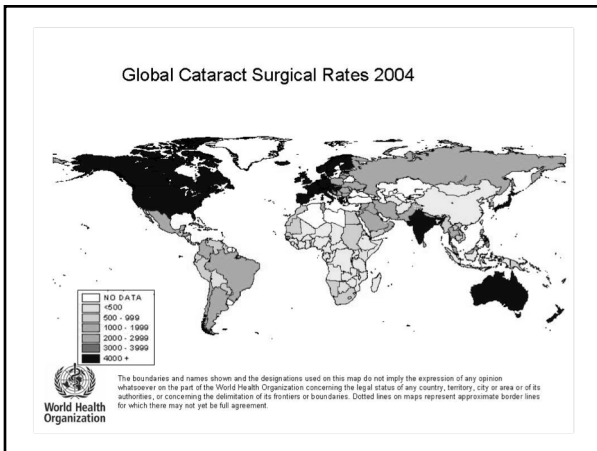 Global Cataract Surgical Rates 2004
NO DATA
<500
500 - 999
1000 - 1999
2000 - 2999
3000 - 3999
4000 +
World Health
Organization
The boundaries and names shown and the designations used on this map do not imply the expression of any opinion
whatsoever on the part of the World Health Organization concerning the legal status of any country, territory, city or area or of its
authorities, or concerning the delimitation of its frontiers or boundaries. Dotted lines on maps represent approximate border lines
for which there may not yet be full agreement.